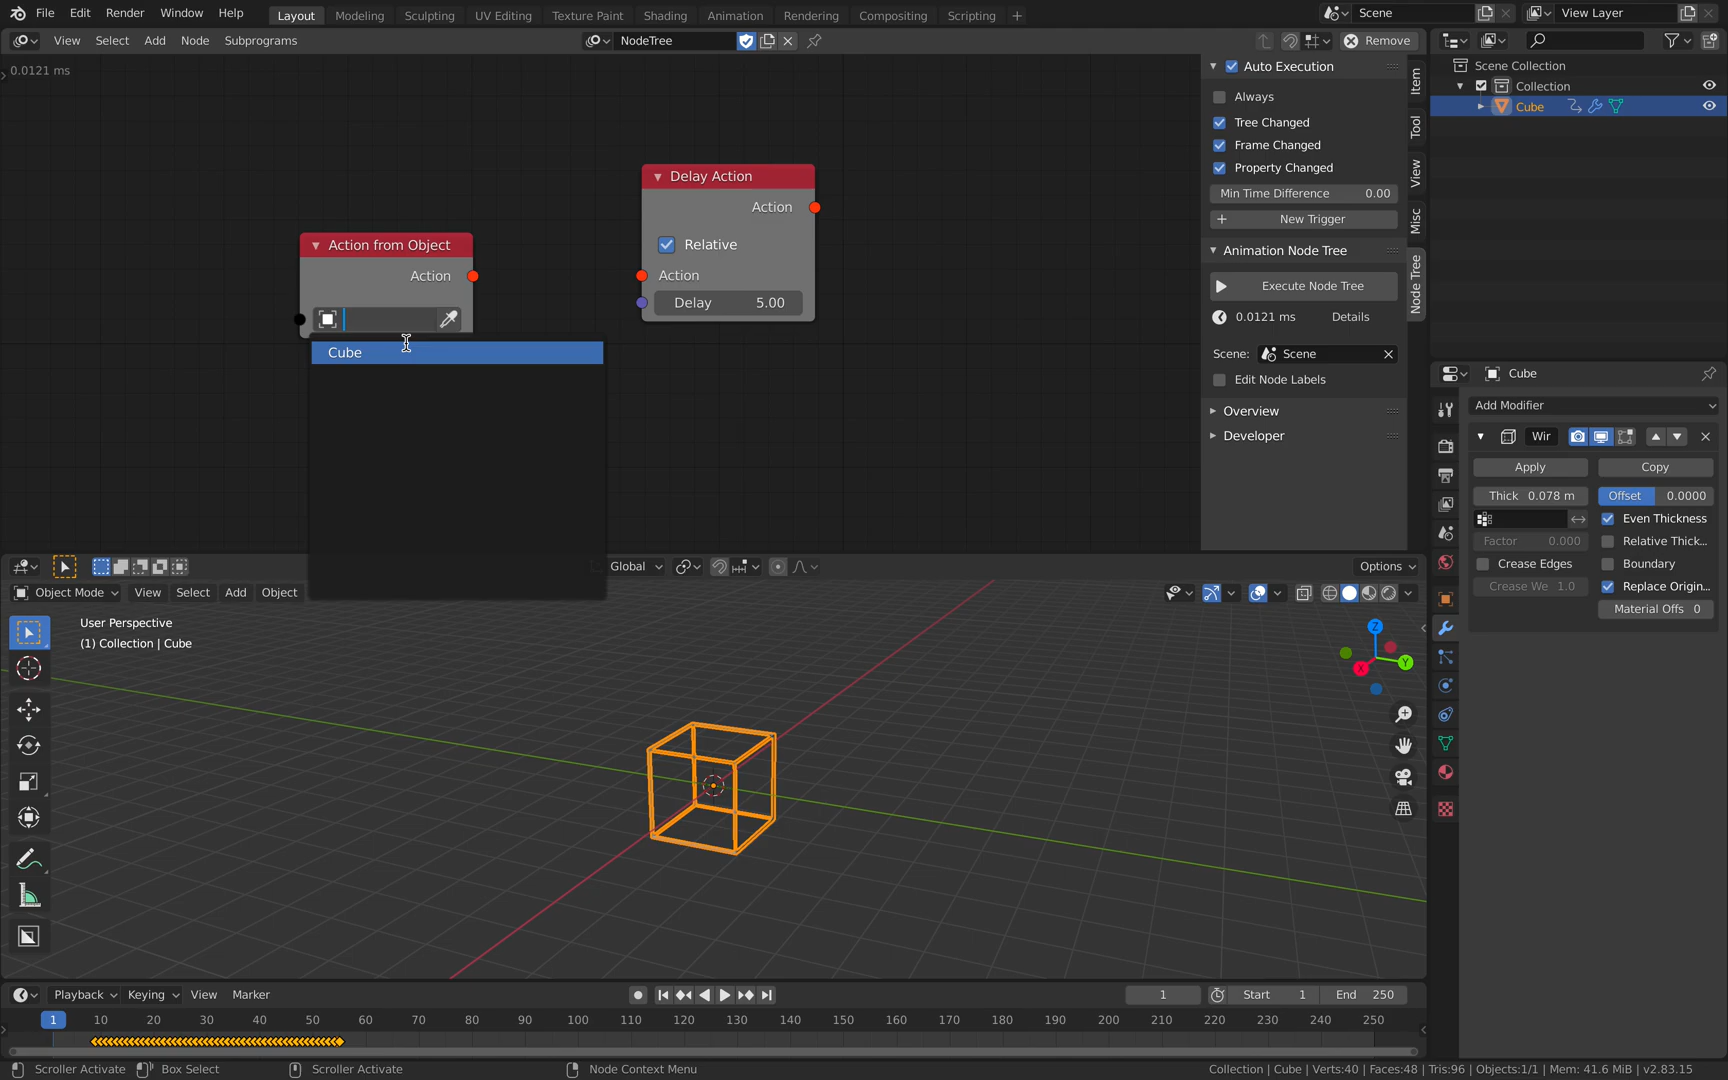 File Edit Render Window Help Layout Modeling Sculpting UV Editing Texture Paint Shading Animation Rendering Compositing Scripting + Scene View Layer
View Select Add Node Subprograms NodeTree Remove
0.0121 ms
Action from Object
Action
Cube
Delay Action
Action
Relative
Action
Delay 5.00
Auto Execution
Always
Tree Changed
Frame Changed
Property Changed
Min Time Difference 0.00
New Trigger
Animation Node Tree
Execute Node Tree
0.0121 ms Details
Scene: Scene
Edit Node Labels
Overview
Developer
Item
Tool
View
Misc
Node Tree
Scene Collection
Collection
Cube
Cube
Add Modifier
Wir
Apply Copy
Thick 0.078 m Offset 0.0000
Even Thickness
Factor 0.000 Relative Thick...
Crease Edges Boundary
Crease We 1.0 Replace Origin...
Material Offs 0
Global Options
Object Mode View Select Add Object
User Perspective
(1) Collection | Cube
Z
Y
X
Playback Keying View Marker 1 Start 1 End 250
1 10 20 30 40 50 60 70 80 90 100 110 120 130 140 150 160 170 180 190 200 210 220 230 240 250
Scroller Activate Box Select Scroller Activate Node Context Menu Collection | Cube | Verts:40 | Faces:48 | Tris:96 | Objects:1/1 | Mem: 41.6 MiB | v2.83.15